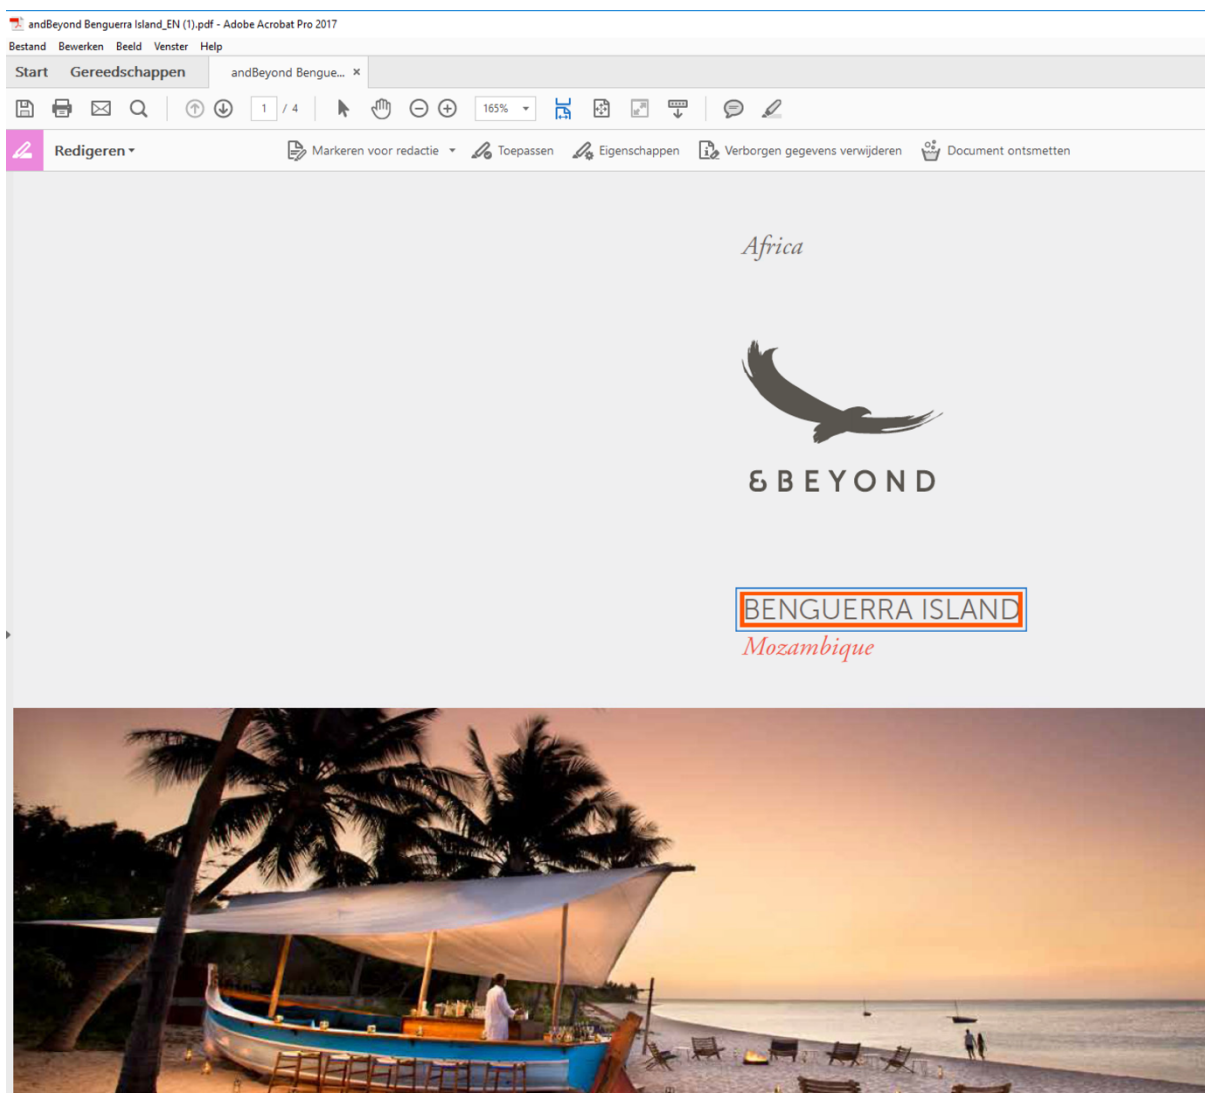 andBeyond Benguerra Island_EN (1).pdf - Adobe Acrobat Pro 2017
Bestand Bewerken Beeld Venster Help
Start Gereedschappen andBeyond Bengue... ×
1 / 4 165%
Redigeren Markeren voor redactie Toepassen Eigenschappen Verborgen gegevens verwijderen Document ontsmetten
Africa
&BEYOND
BENGUERRA ISLAND
Mozambique